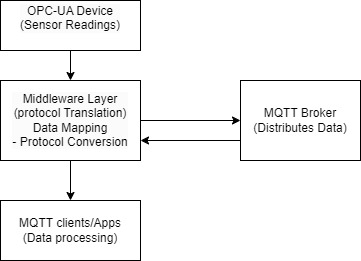 OPC-UA Device
(Sensor Readings)
Middleware Layer
(protocol Translation)
Data Mapping
- Protocol Conversion
MQTT Broker
(Distributes Data)
MQTT clients/Apps
(Data processing)